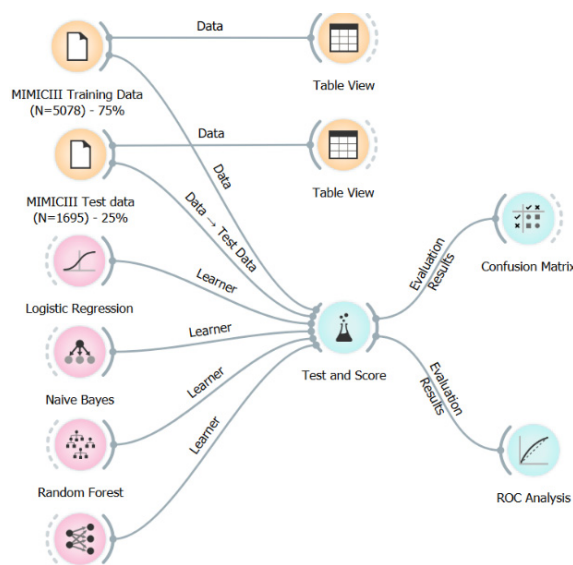 Data
Table View
MIMICIII Training Data
(N=5078) - 75%
Data
Table View
MIMICIII Test data
(N=1695) - 25%
Data
Data → Test Data
Learner
Logistic Regression
Learner
Naive Bayes
Learner
Random Forest
Learner
Test and Score
Evaluation
Results
Confusion Matrix
Evaluation
Results
ROC Analysis